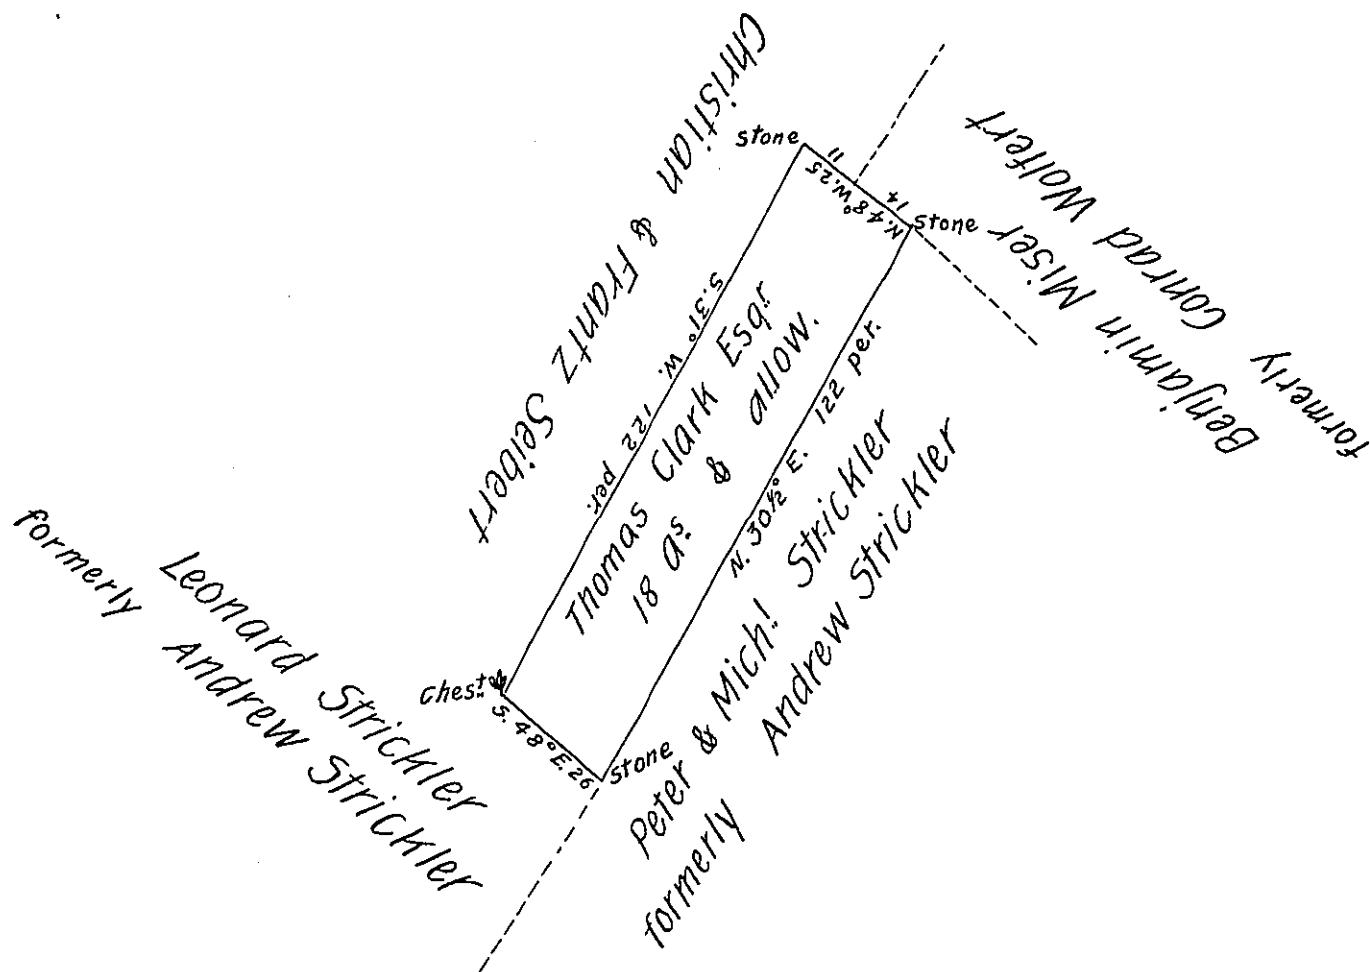 Christian & Frantz Seibert
stone
11
N. 48° W. 25
14
stone
Benjamin Miser
formerly Conrad Wolfert
S. 31° W. 122 per.
Thomas Clark Esqr.
18 as. & allow.
N. 30 1/2° E. 122 per.
Peter & Michl. Strickler
formerly Andrew Strickler
Chest.
S. 48° E. 26
stone
Leonard Strickler
formerly Andrew Strickler